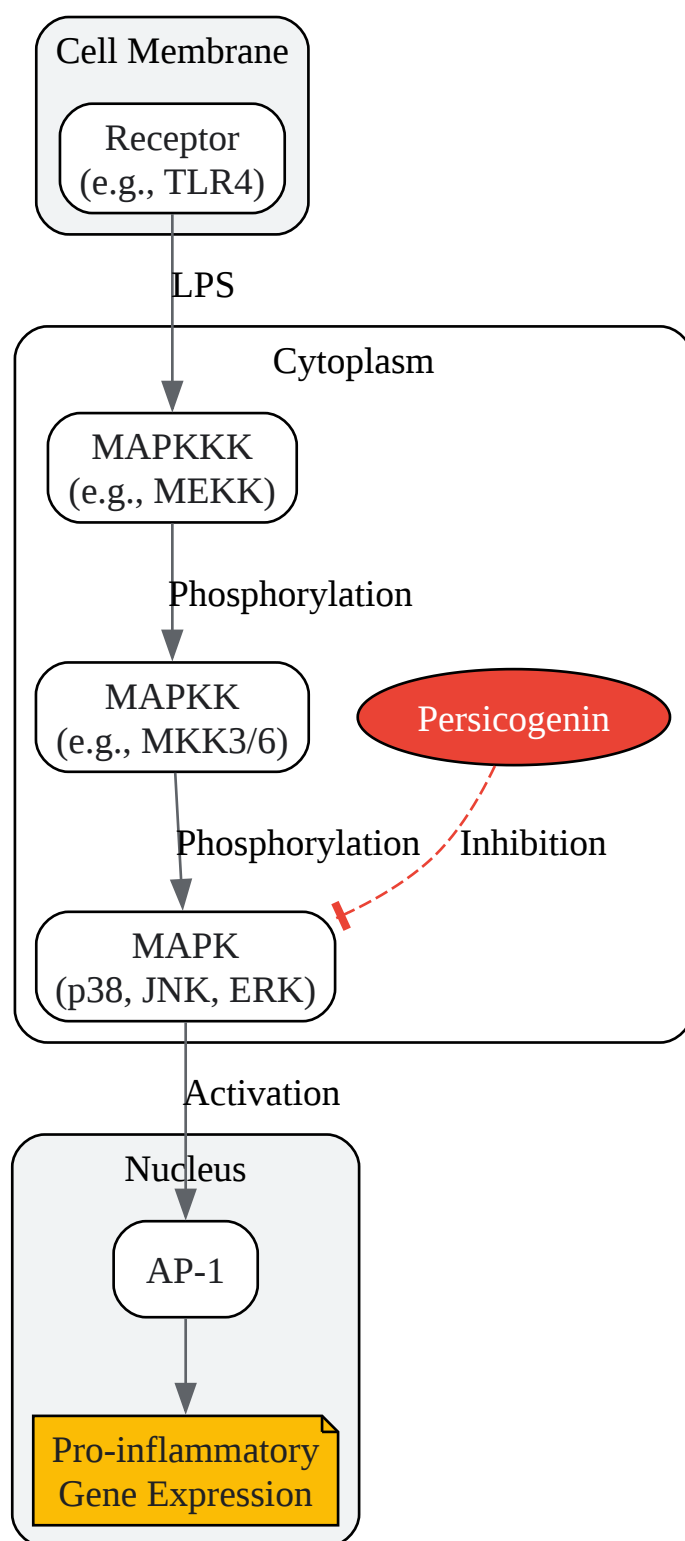 Cell Membrane
Receptor
(e.g., TLR4)
LPS
Cytoplasm
MAPKKK
(e.g., MEKK)
Phosphorylation
MAPKK
(e.g., MKK3/6)
Persicogenin
Phosphorylation
Inhibition
MAPK
(p38, JNK, ERK)
Activation
Nucleus
AP-1
Pro-inflammatory
Gene Expression